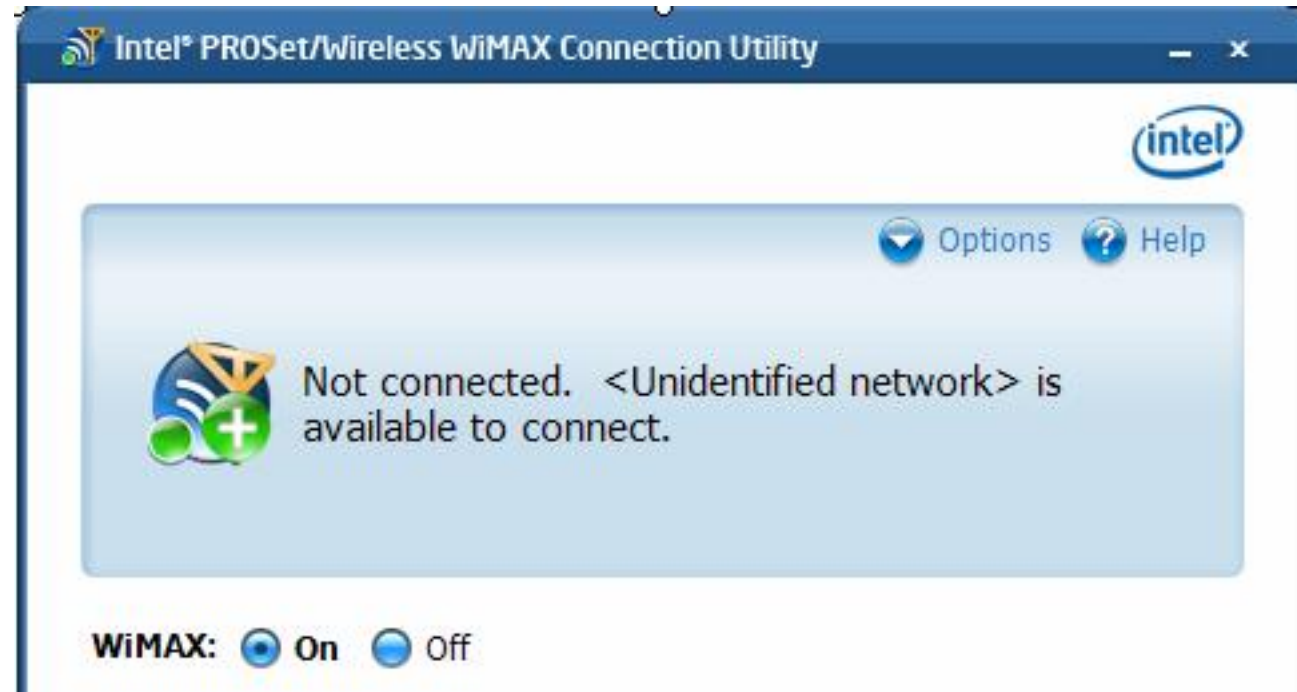 Intel® PROSet/Wireless WiMAX Connection Utility
intel
Options Help
Not connected. <Unidentified network> is
available to connect.
WiMAX: On Off